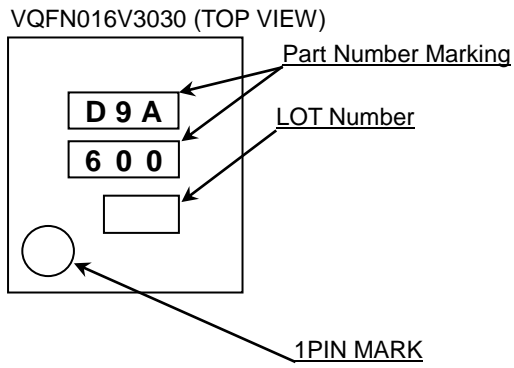 VQFN016V3030 (TOP VIEW)
Part Number Marking
D 9 A
LOT Number
6 0 0
1PIN MARK